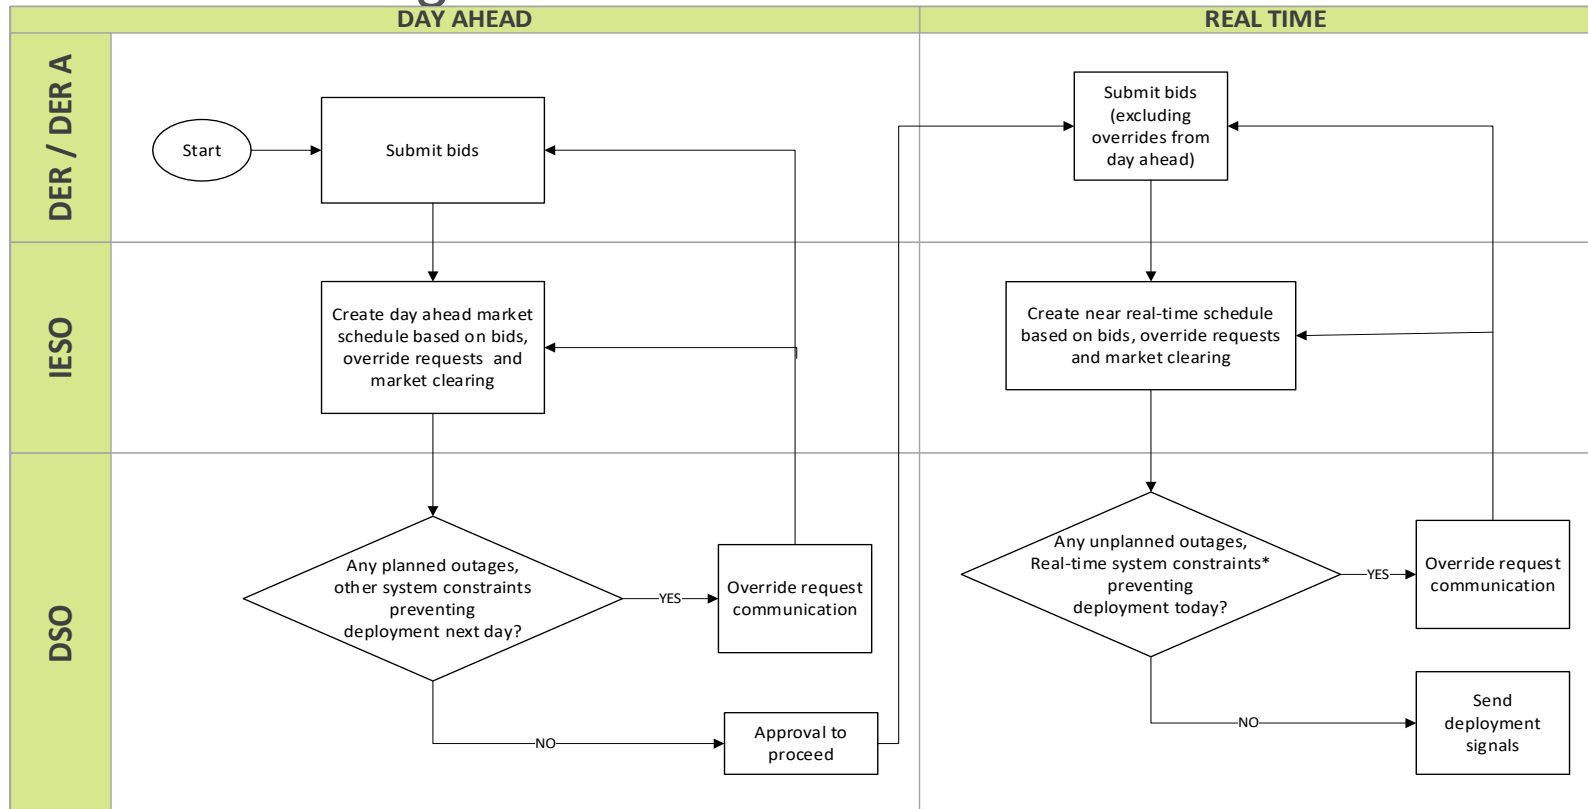 DAY AHEAD
REAL TIME
DER / DER A
Start
Submit bids
Submit bids
(excluding
overrides from
day ahead)
IESO
Create day ahead market
schedule based on bids,
override requests and
market clearing
Create near real-time schedule
based on bids, override requests
and market clearing
DSO
Any planned outages,
other system constraints
preventing
deployment next day?
YES
Override request
communication
NO
Approval to
proceed
Any unplanned outages,
Real-time system constraints*
preventing
deployment today?
YES
Override request
communication
NO
Send
deployment
signals